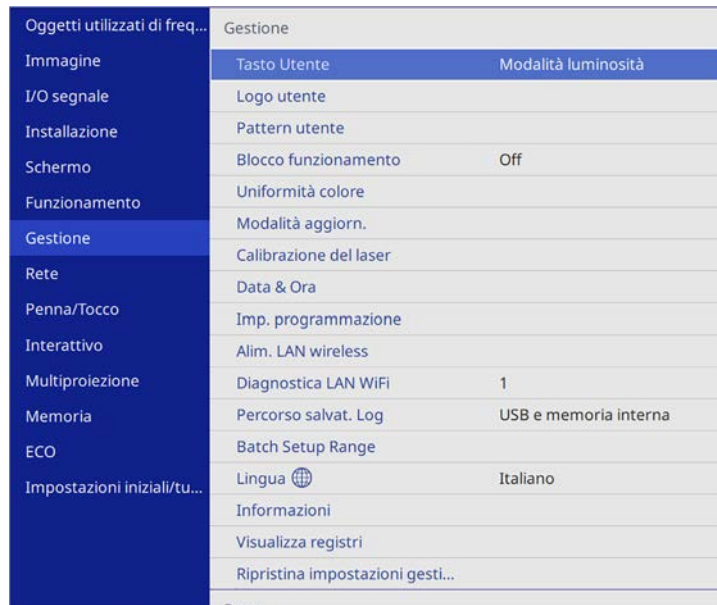 Oggetti utilizzati di freq...
Immagine
I/O segnale
Installazione
Schermo
Funzionamento
Gestione
Rete
Penna/Tocco
Interattivo
Multiproiezione
Memoria
ECO
Impostazioni iniziali/tu...
Gestione
Tasto Utente Modalità luminosità
Logo utente
Pattern utente
Blocco funzionamento Off
Uniformità colore
Modalità aggiorn.
Calibrazione del laser
Data & Ora
Imp. programmazione
Alim. LAN wireless
Diagnostica LAN WiFi 1
Percorso salvat. Log USB e memoria interna
Batch Setup Range
Lingua Italiano
Informazioni
Visualizza registri
Ripristina impostazioni gesti...